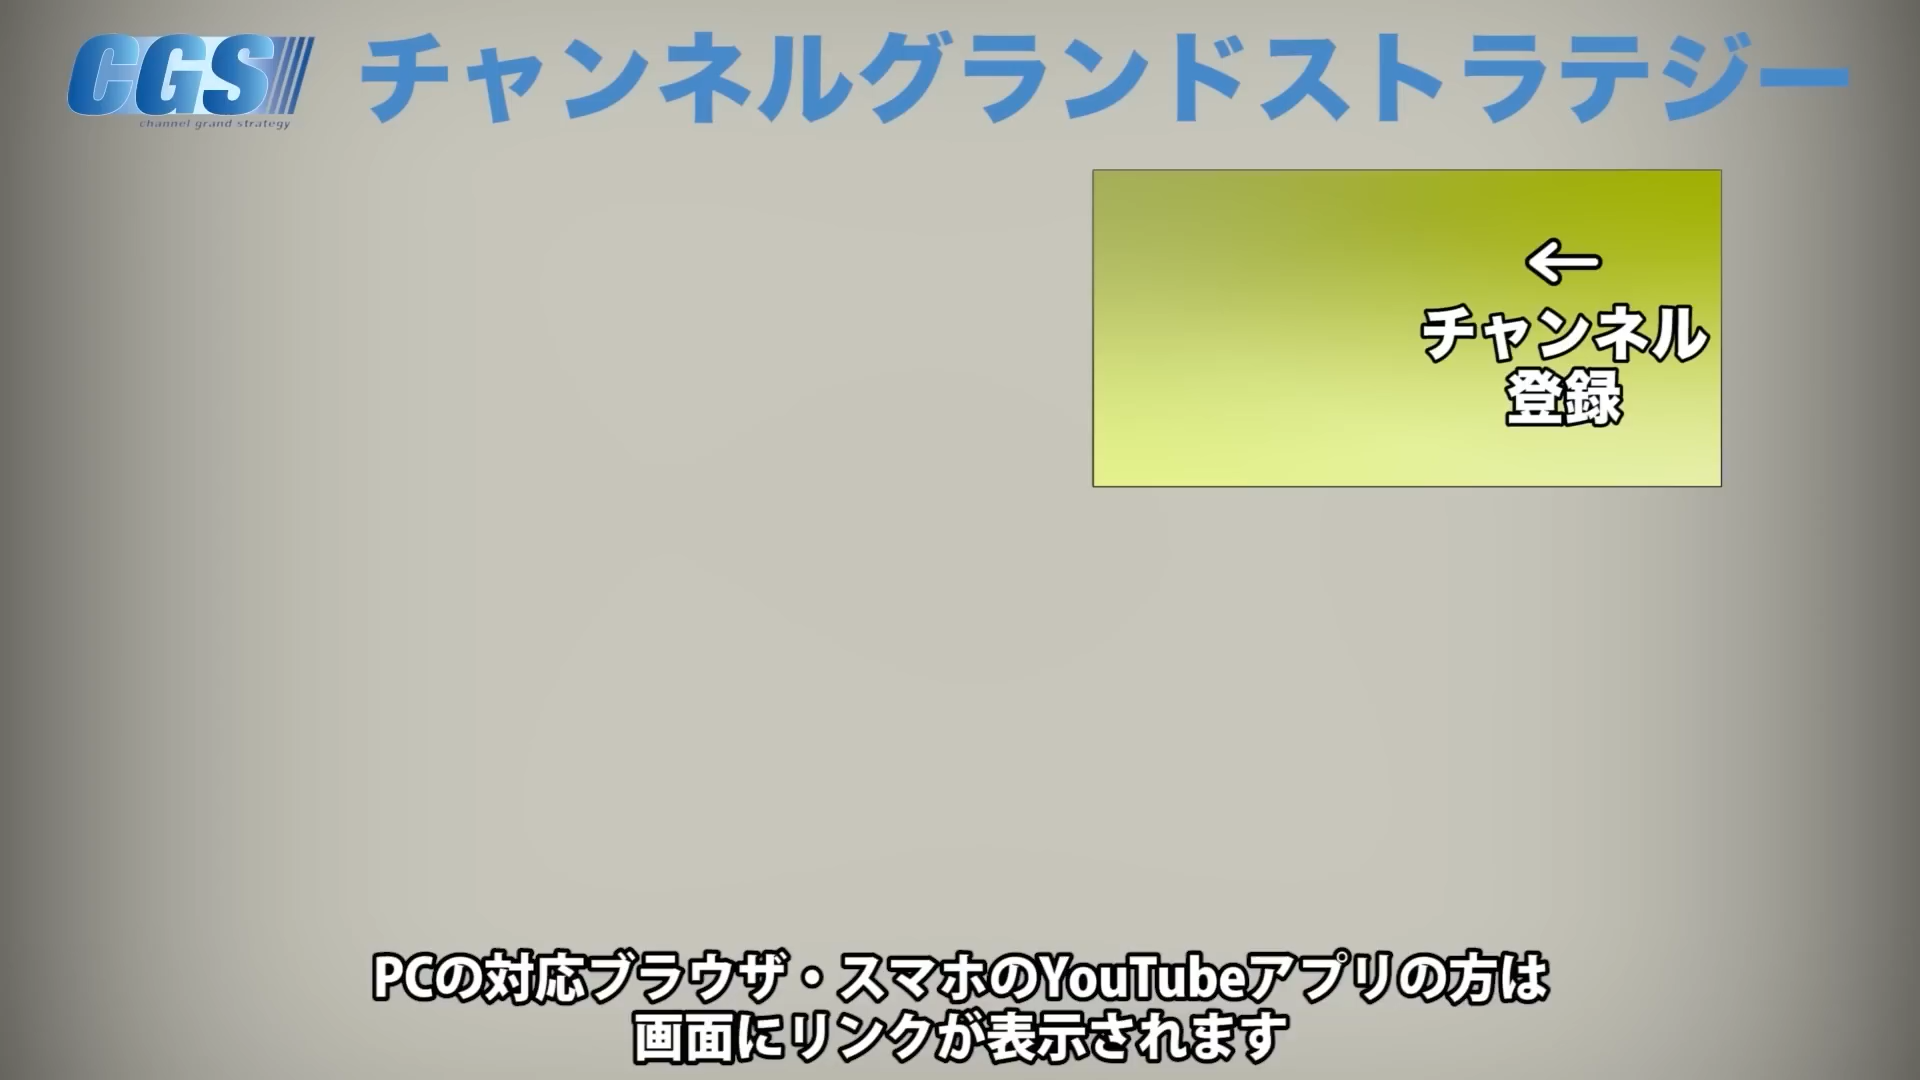 CGS
channel grand strategy
チャンネルグランドストラテジー
←
チャンネル
登録
PCの対応ブラウザ・スマホのYouTubeアプリの方は
画面にリンクが表示されます